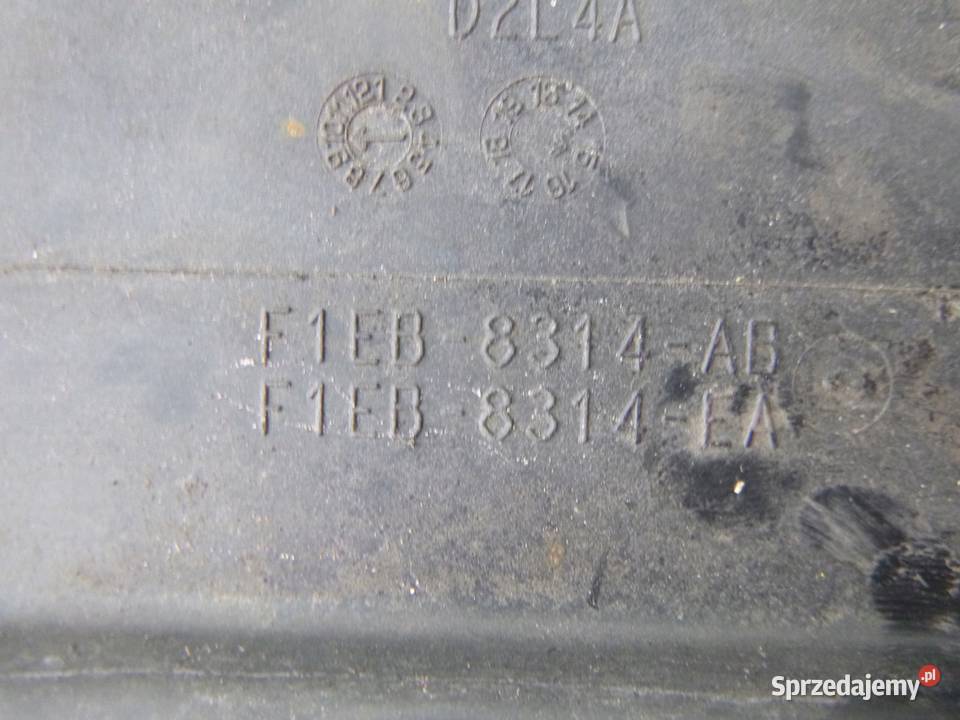 D2L4A
F1EB 8314-AB
F1EB 8314-EA
Sprzedajemy.pl